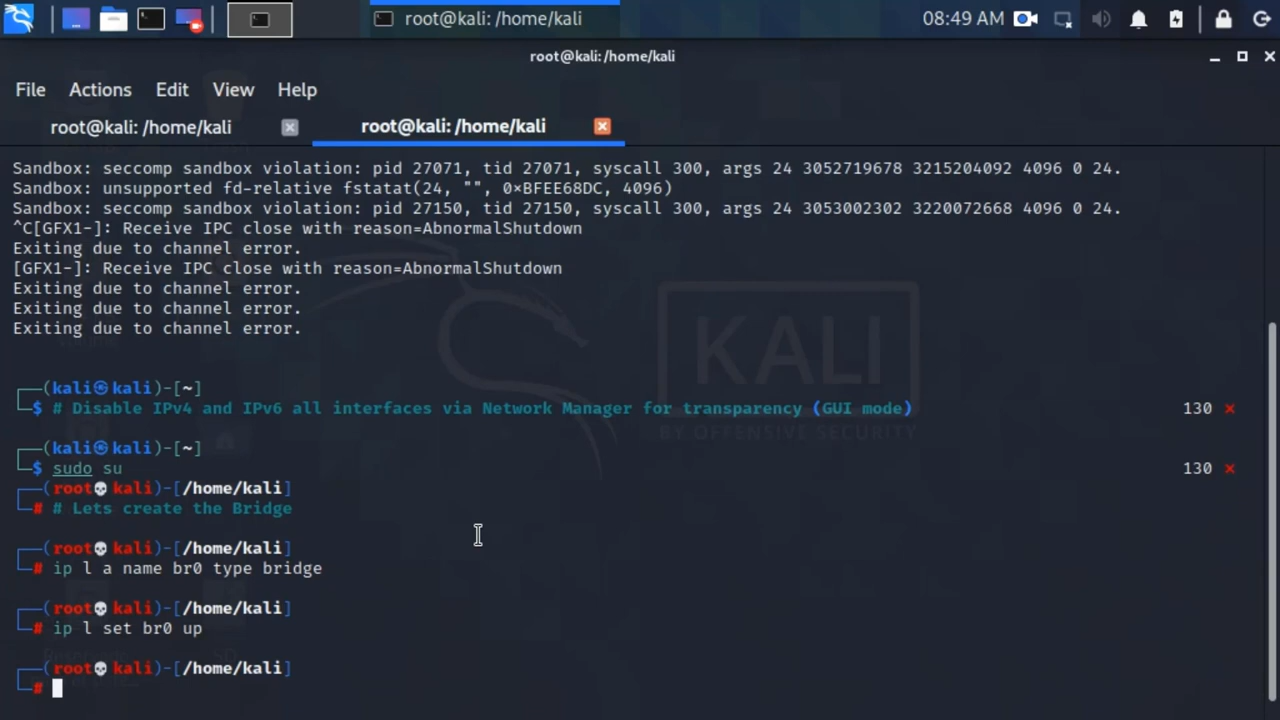 root@kali: /home/kali
08:49 AM
root@kali:/home/kali
File Actions Edit View Help
root@kali: /home/kali
root@kali: /home/kali
Sandbox: seccomp sandbox violation: pid 27071, tid 27071, syscall 300, args 24 3052719678 3215204092 4096 0 24.
Sandbox: unsupported fd-relative fstatat(24, "", 0×BFEE68DC, 4096)
Sandbox: seccomp sandbox violation: pid 27150, tid 27150, syscall 300, args 24 3053002302 3220072668 4096 0 24.
^C[GFX1-]: Receive IPC close with reason=AbnormalShutdown
Exiting due to channel error.
[GFX1-]: Receive IPC close with reason=AbnormalShutdown
Exiting due to channel error.
Exiting due to channel error.
Exiting due to channel error.
KALI
BY OFFENSIVE SECURITY
(kali㉿kali)-[~]
$ # Disable IPv4 and IPv6 all interfaces via Network Manager for transparency (GUI mode) 130 ×
(kali㉿kali)-[~]
$ sudo su 130 ×
(root💀kali)-[/home/kali]
# # Lets create the Bridge
(root💀kali)-[/home/kali]
# ip l a name br0 type bridge
(root💀kali)-[/home/kali]
# ip l set br0 up
(root💀kali)-[/home/kali]
#